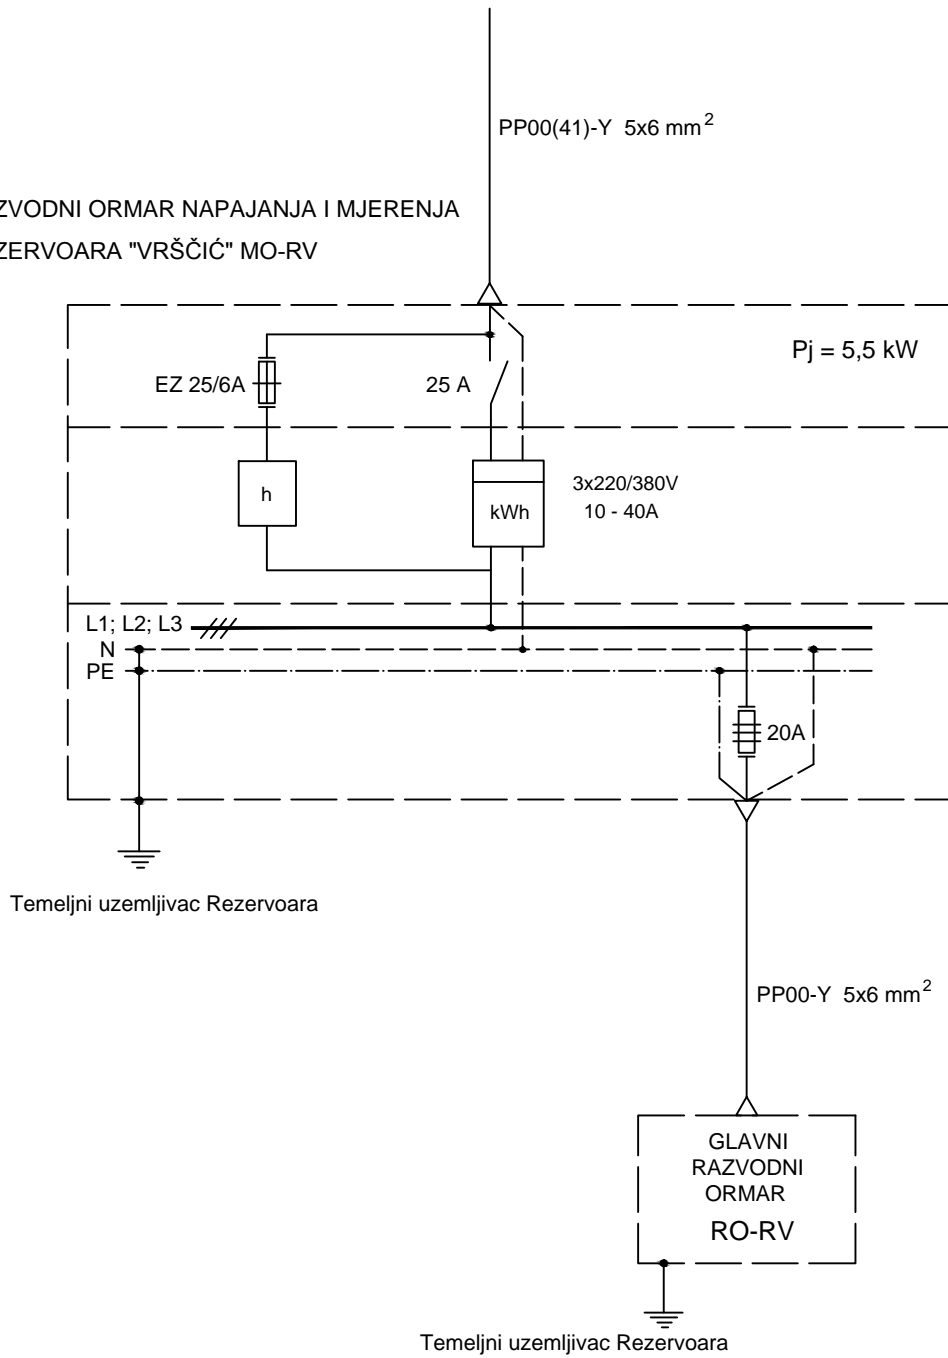 PP00(41)-Y 5x6 mm²
ZVODNI ORMAR NAPAJANJA I MJERENJA
ZERVOARA "VRŠČIĆ" MO-RV
Pj = 5,5 kW
EZ 25/6A
25 A
h
kWh
3x220/380V
10 - 40A
L1; L2; L3
N
PE
20A
Temeljni uzemljivac Rezervoara
PP00-Y 5x6 mm²
GLAVNI
RAZVODNI
ORMAR
RO-RV
Temeljni uzemljivac Rezervoara